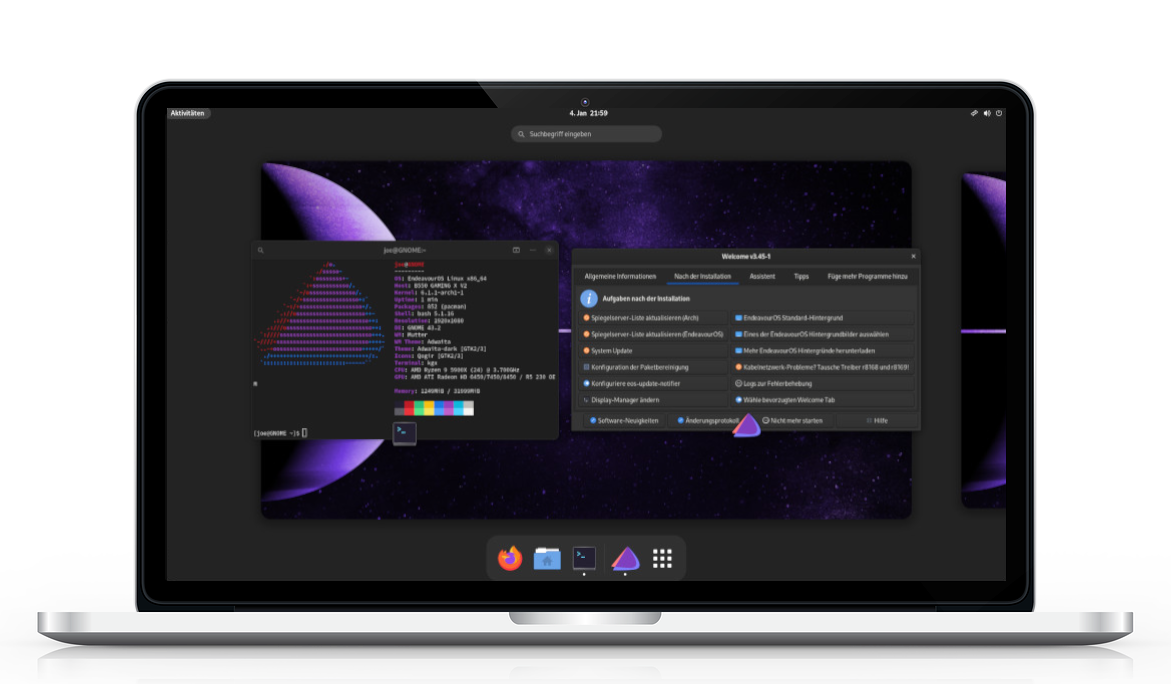 Aktivitäten
4. Jan 21:59
Suchbegriff eingeben
joe@GNOME:~
joe@GNOME
OS: EndeavourOS Linux x86_64
Host: B550 GAMING X V2
Kernel: 6.1.1-arch1-1
Uptime: 1 min
Packages: 852 (pacman)
Shell: bash 5.1.16
DE: GNOME 43.2
WM: Mutter
WM Theme: Adwaita
Theme: Adwaita-dark [GTK2/3]
Icons: Qogir [GTK2/3]
Terminal: kgx
CPU: AMD Ryzen 9 5900X (24) @ 3.700GHz
GPU: AMD ATI Radeon HD 6450/7450/8450 / R5 230 OE
[joe@GNOME ~]$
Welcome v3.45-1
Allgemeine Informationen
Nach der Installation
Assistent
Tipps
Füge mehr Programme hinzu
Aufgaben nach der Installation
Spiegelserver-Liste aktualisieren (Arch)
EndeavourOS Standard-Hintergrund
Spiegelserver-Liste aktualisieren (EndeavourOS)
Eines der EndeavourOS Hintergrundbilder auswählen
System Update
Mehr EndeavourOS Hintergründe herunterladen
Konfiguration der Paketbereinigung
Kabelnetzwerk-Probleme? Tausche Treiber r8168 und r8169!
Konfiguriere eos-update-notifier
Logs zur Fehlerbehebung
Display-Manager ändern
Wähle bevorzugten Welcome Tab
Software-Neuigkeiten
Änderungsprotokoll
Nicht mehr starten
Hilfe